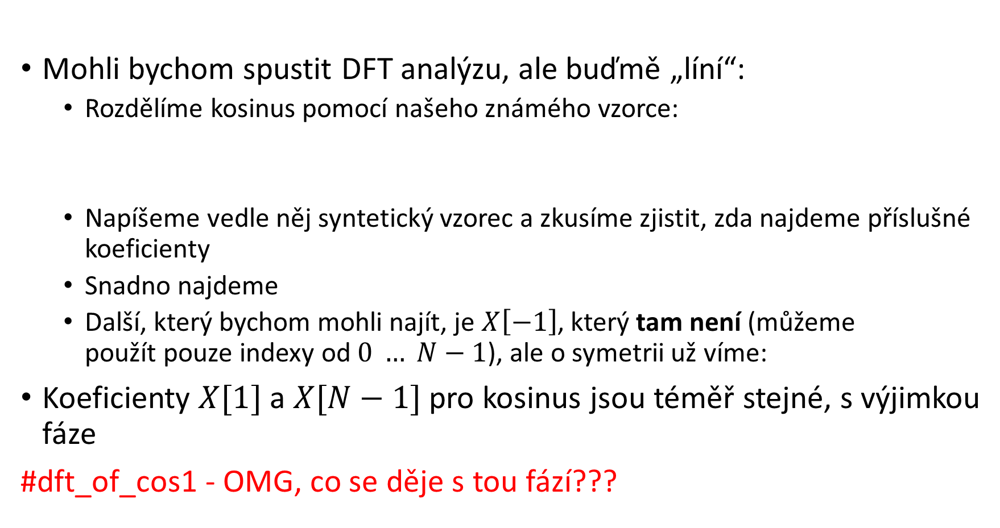 • Mohli bychom spustit DFT analýzu, ale buďmě „líní“:
• Rozdělíme kosinus pomocí našeho známého vzorce:
• Napíšeme vedle něj syntetický vzorec a zkusíme zjistit, zda najdeme příslušné
koeficienty
• Snadno najdeme
• Další, který bychom mohli najít, je X[−1], který tam není (můžeme
použít pouze indexy od 0 … N − 1), ale o symetrii už víme:
• Koeficienty X[1] a X[N − 1] pro kosinus jsou téměř stejné, s výjimkou
fáze
#dft_of_cos1 - OMG, co se děje s tou fází???